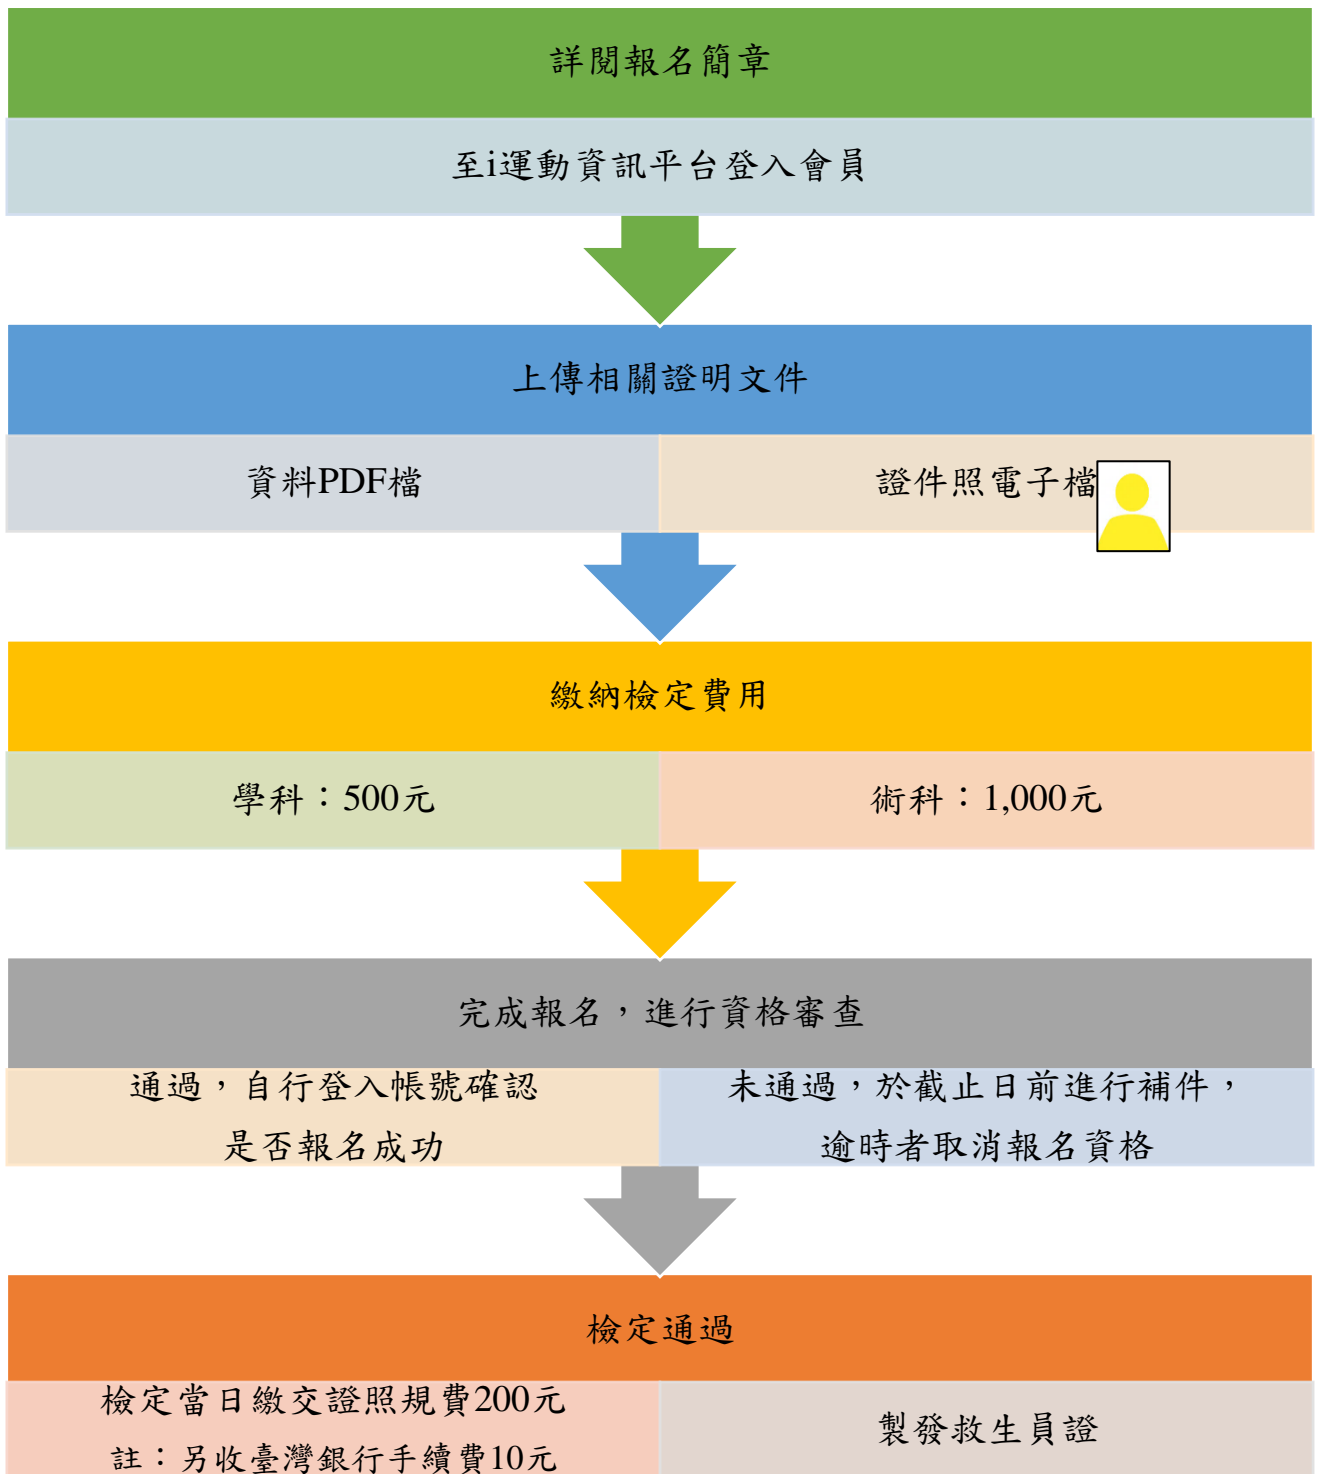 詳閱報名簡章
至i運動資訊平台登入會員
上傳相關證明文件
資料PDF檔
證件照電子檔
繳納檢定費用
學科：500元
術科：1,000元
完成報名，進行資格審查
通過，自行登入帳號確認
是否報名成功
未通過，於截止日前進行補件，
逾時者取消報名資格
檢定通過
檢定當日繳交證照規費200元
註：另收臺灣銀行手續費10元
製發救生員證